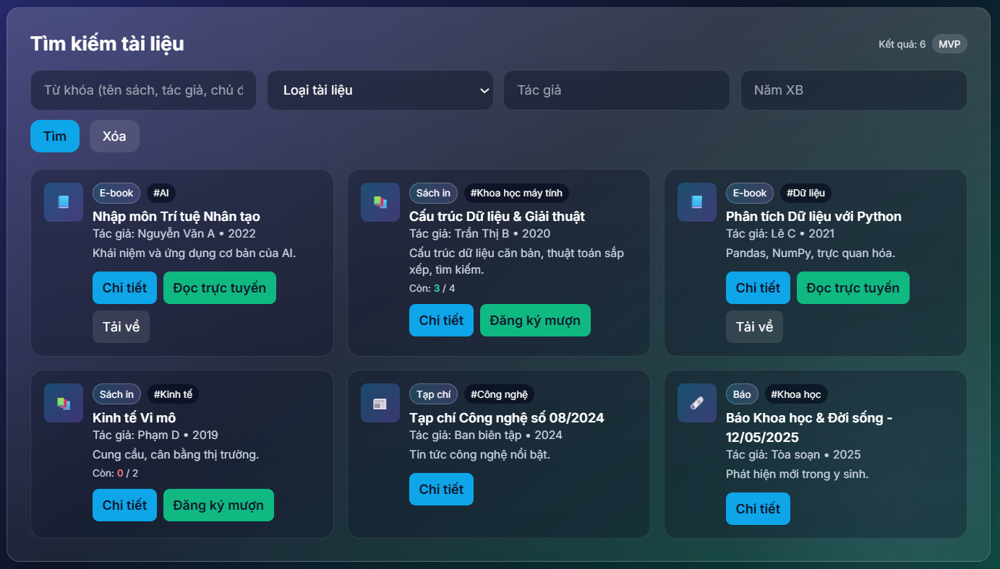 Tìm kiếm tài liệu
Kết quả: 6 MVP
Từ khóa (tên sách, tác giả, chủ đ
Loại tài liệu
Tác giả
Năm XB
Tìm
Xóa
E-book #AI
Nhập môn Trí tuệ Nhân tạo
Tác giả: Nguyễn Văn A • 2022
Khái niệm và ứng dụng cơ bản của AI.
Chi tiết
Đọc trực tuyến
Tải về
Sách in #Khoa học máy tính
Cấu trúc Dữ liệu & Giải thuật
Tác giả: Trần Thị B • 2020
Cấu trúc dữ liệu căn bản, thuật toán sắp
xếp, tìm kiếm.
Còn: 3 / 4
Chi tiết
Đăng ký mượn
E-book #Dữ liệu
Phân tích Dữ liệu với Python
Tác giả: Lê C • 2021
Pandas, NumPy, trực quan hóa.
Chi tiết
Đọc trực tuyến
Tải về
Sách in #Kinh tế
Kinh tế Vi mô
Tác giả: Phạm D • 2019
Cung cầu, cân bằng thị trường.
Còn: 0 / 2
Chi tiết
Đăng ký mượn
Tạp chí #Công nghệ
Tạp chí Công nghệ số 08/2024
Tác giả: Ban biên tập • 2024
Tin tức công nghệ nổi bật.
Chi tiết
Báo #Khoa học
Báo Khoa học & Đời sống -
12/05/2025
Tác giả: Tòa soạn • 2025
Phát hiện mới trong y sinh.
Chi tiết